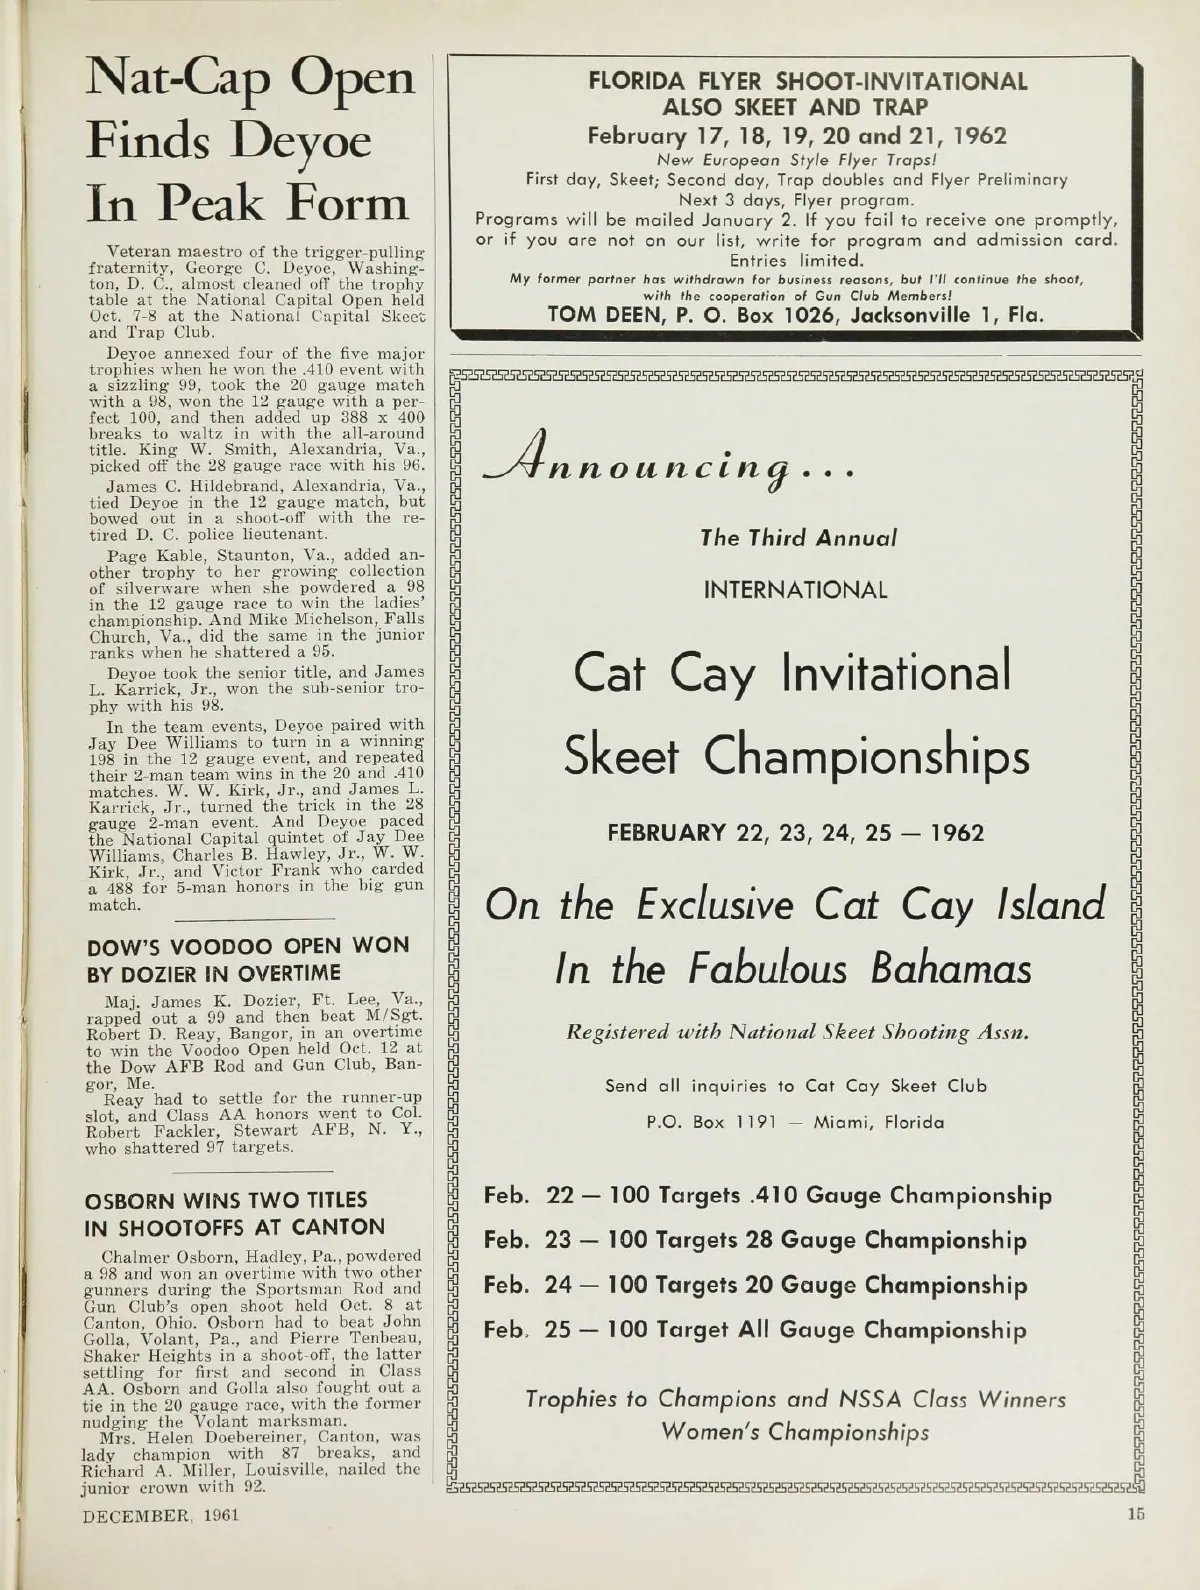 Nat-Cap Open
Finds Deyoe
In Peak Form
Veteran maestro of the trigger-pulling
fraternity, George C. Deyoe, Washing-
ton, D. C., almost cleaned off the trophy
table at the National Capital Open held
Oct. 7-8 at the National Capital Skeet
and Trap Club.
Deyoe annexed four of the five major
trophies when he won the .410 event with
a sizzling 99, took the 20 gauge match
with a 98, won the 12 gauge with a per-
fect 100, and then added up 388 x 400
breaks to waltz in with the all-around
title. King W. Smith, Alexandria, Va.,
picked off the 28 gauge race with his 96.
James C. Hildebrand, Alexandria, Va.,
tied Deyoe in the 12 gauge match, but
bowed out in a shoot-off with the re-
tired D. C. police lieutenant.
Page Kable, Staunton, Va., added an-
other trophy to her growing collection
of silverware when she powdered a 98
in the 12 gauge race to win the ladies'
championship. And Mike Michelson, Falls
Church, Va., did the same in the junior
ranks when he shattered a 95.
Deyoe took the senior title, and James
L. Karrick, Jr., won the sub-senior tro-
phy with his 98.
In the team events, Deyoe paired with
Jay Dee Williams to turn in a winning
198 in the 12 gauge event, and repeated
their 2-man team wins in the 20 and .410
matches. W. W. Kirk, Jr., and James L.
Karrick, Jr., turned the trick in the 28
gauge 2-man event. And Deyoe paced
the National Capital quintet of Jay Dee
Williams, Charles B. Hawley, Jr., W. W.
Kirk, Jr., and Victor Frank who carded
a 488 for 5-man honors in the big gun
match.
DOW'S VOODOO OPEN WON
BY DOZIER IN OVERTIME
Maj. James K. Dozier, Ft. Lee, Va.,
rapped out a 99 and then beat M/Sgt.
Robert D. Reay, Bangor, in an overtime
to win the Voodoo Open held Oct. 12 at
the Dow AFB Rod and Gun Club, Ban-
gor, Me.
Reay had to settle for the runner-up
slot, and Class AA honors went to Col.
Robert Fackler, Stewart AFB, N. Y.,
who shattered 97 targets.
OSBORN WINS TWO TITLES
IN SHOOTOFFS AT CANTON
Chalmer Osborn, Hadley, Pa., powdered
a 98 and won an overtime with two other
gunners during the Sportsman Rod and
Gun Club's open shoot held Oct. 8 at
Canton, Ohio. Osborn had to beat John
Golla, Volant, Pa., and Pierre Tenbeau,
Shaker Heights in a shoot-off, the latter
settling for first and second in Class
AA. Osborn and Golla also fought out a
tie in the 20 gauge race, with the former
nudging the Volant marksman.
Mrs. Helen Doebereiner, Canton, was
lady champion with 87 breaks, and
Richard A. Miller, Louisville, nailed the
junior crown with 92.
FLORIDA FLYER SHOOT-INVITATIONAL
ALSO SKEET AND TRAP
February 17, 18, 19, 20 and 21, 1962
New European Style Flyer Traps!
First day, Skeet; Second day, Trap doubles and Flyer Preliminary
Next 3 days, Flyer program.
Programs will be mailed January 2. If you fail to receive one promptly,
or if you are not on our list, write for program and admission card.
Entries limited.
My former partner has withdrawn for business reasons, but I'll continue the shoot,
with the cooperation of Gun Club Members!
TOM DEEN, P. O. Box 1026, Jacksonville 1, Fla.
Announcing...
The Third Annual
INTERNATIONAL
Cat Cay Invitational
Skeet Championships
FEBRUARY 22, 23, 24, 25 — 1962
On the Exclusive Cat Cay Island
In the Fabulous Bahamas
Registered with National Skeet Shooting Assn.
Send all inquiries to Cat Cay Skeet Club
P.O. Box 1191 — Miami, Florida
Feb. 22 — 100 Targets .410 Gauge Championship
Feb. 23 — 100 Targets 28 Gauge Championship
Feb. 24 — 100 Targets 20 Gauge Championship
Feb. 25 — 100 Target All Gauge Championship
Trophies to Champions and NSSA Class Winners
Women's Championships
DECEMBER, 1961
15